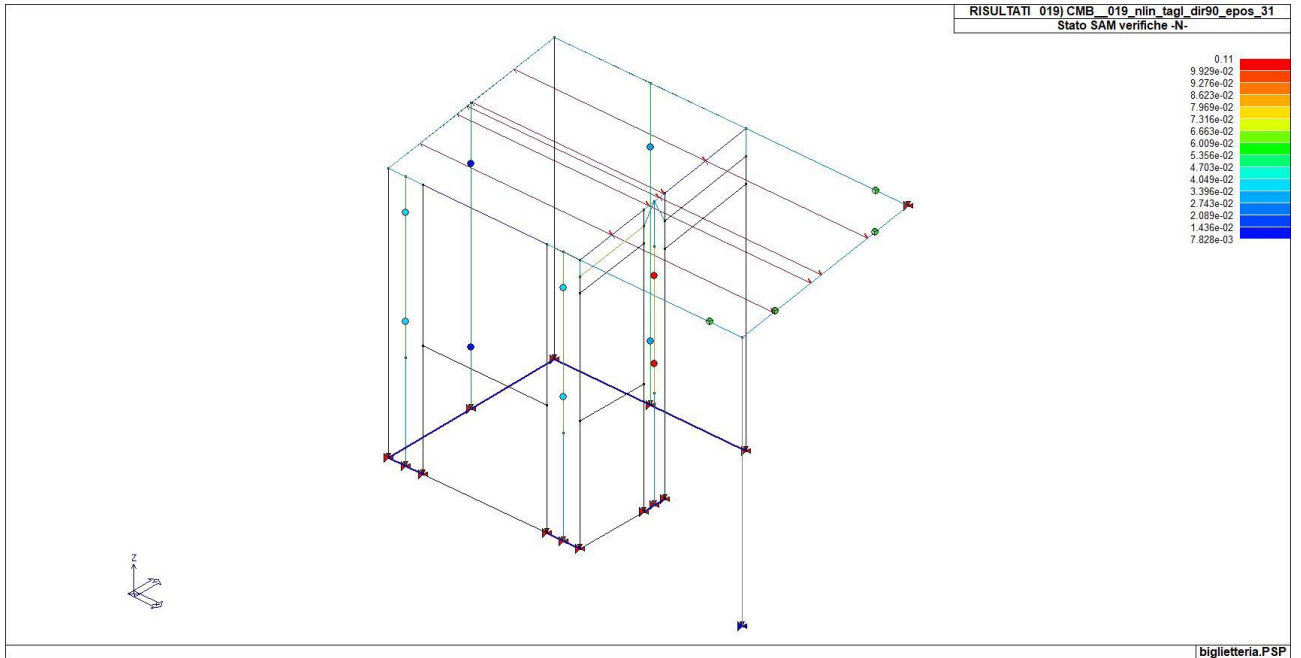 RISULTATI 019) CMB__019_nlin_tagl_dir90_epos_31
Stato SAM verifiche -N-
0.11
9.929e-02
9.276e-02
8.623e-02
7.969e-02
7.316e-02
6.663e-02
6.009e-02
5.356e-02
4.703e-02
4.049e-02
3.396e-02
2.743e-02
2.089e-02
1.436e-02
7.828e-03
Z
biglietteria.PSP